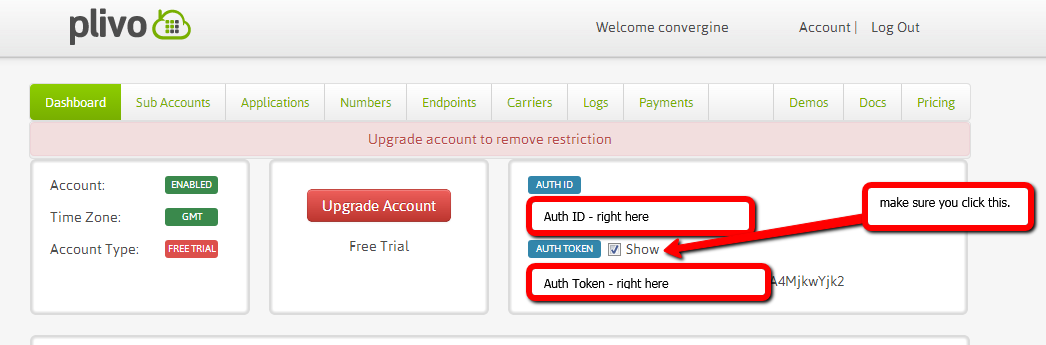 plivo
Welcome convergine
Account | Log Out
Dashboard Sub Accounts Applications Numbers Endpoints Carriers Logs Payments Demos Docs Pricing
Upgrade account to remove restriction
Account: ENABLED
Time Zone: GMT
Account Type: FREE TRIAL
Upgrade Account
Free Trial
AUTH ID
Auth ID - right here
AUTH TOKEN Show
Auth Token - right here
A4MjkwYjk2
make sure you click this.